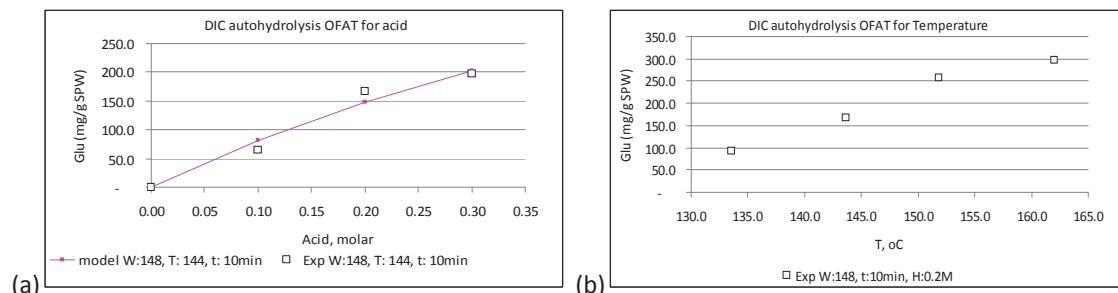 DIC autohydrolysis OFAT for acid
250.0
200.0
150.0
100.0
50.0
-
Glu (mg/g SPW)
0.00 0.05 0.10 0.15 0.20 0.25 0.30 0.35
Acid, molar
model W:148, T: 144, t: 10min Exp W:148, T: 144, t: 10min
(a)
DIC autohydrolysis OFAT for Temperature
350.0
300.0
250.0
200.0
150.0
100.0
50.0
-
Glu (mg/g SPW)
130.0 135.0 140.0 145.0 150.0 155.0 160.0 165.0
T, oC
Exp W:148, t:10min, H:0.2M
(b)